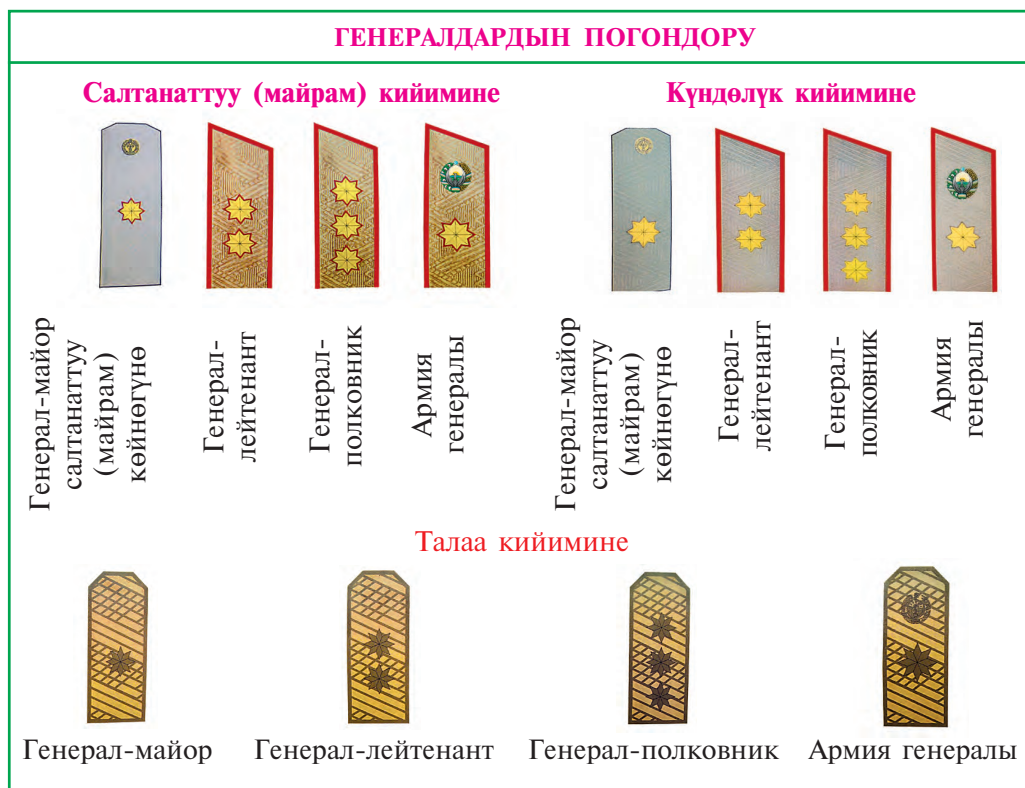 ГЕНЕРАЛДАРДЫН ПОГОНДОРУ
Салтанаттуу (майрам) кийимине
Күндөлүк кийимине
Генерал-майор
салтанаттуу
(майрам)
көйнөгүнө
Генерал-
лейтенант
Генерал-
полковник
Армия
генералы
Генерал-майор
салтанаттуу
(майрам)
көйнөгүнө
Генерал-
лейтенант
Генерал-
полковник
Армия
генералы
Талаа кийимине
Генерал-майор
Генерал-лейтенант
Генерал-полковник
Армия генералы